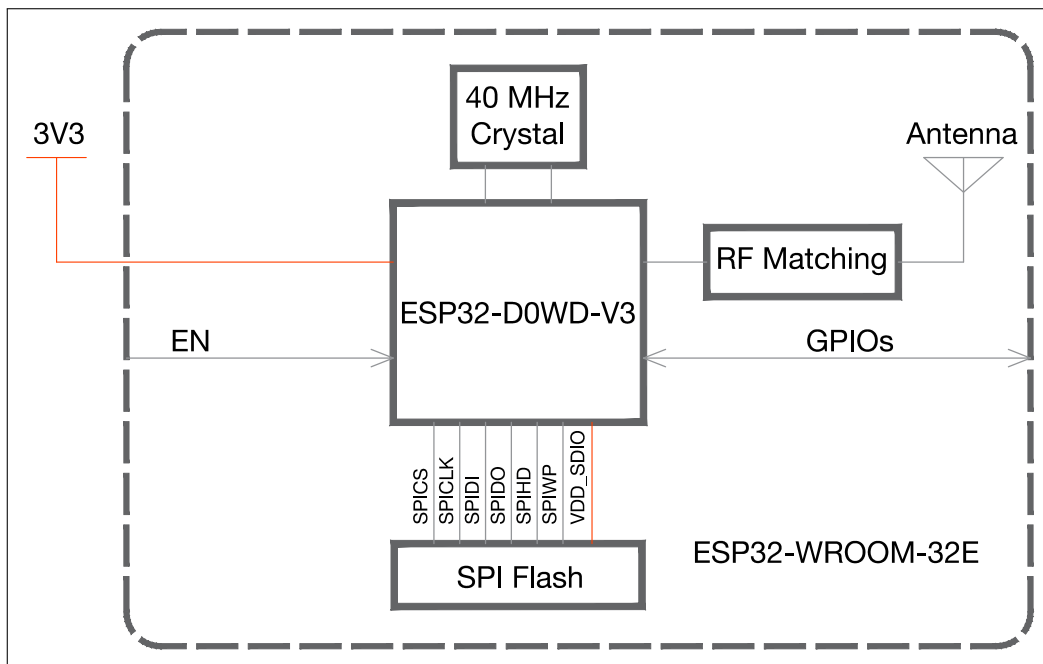 40 MHz
Crystal
3V3
Antenna
RF Matching
ESP32-D0WD-V3
EN
GPIOs
SPICS
SPICLK
SPIDI
SPIDO
SPIHD
SPIWP
VDD_SDIO
ESP32-WROOM-32E
SPI Flash